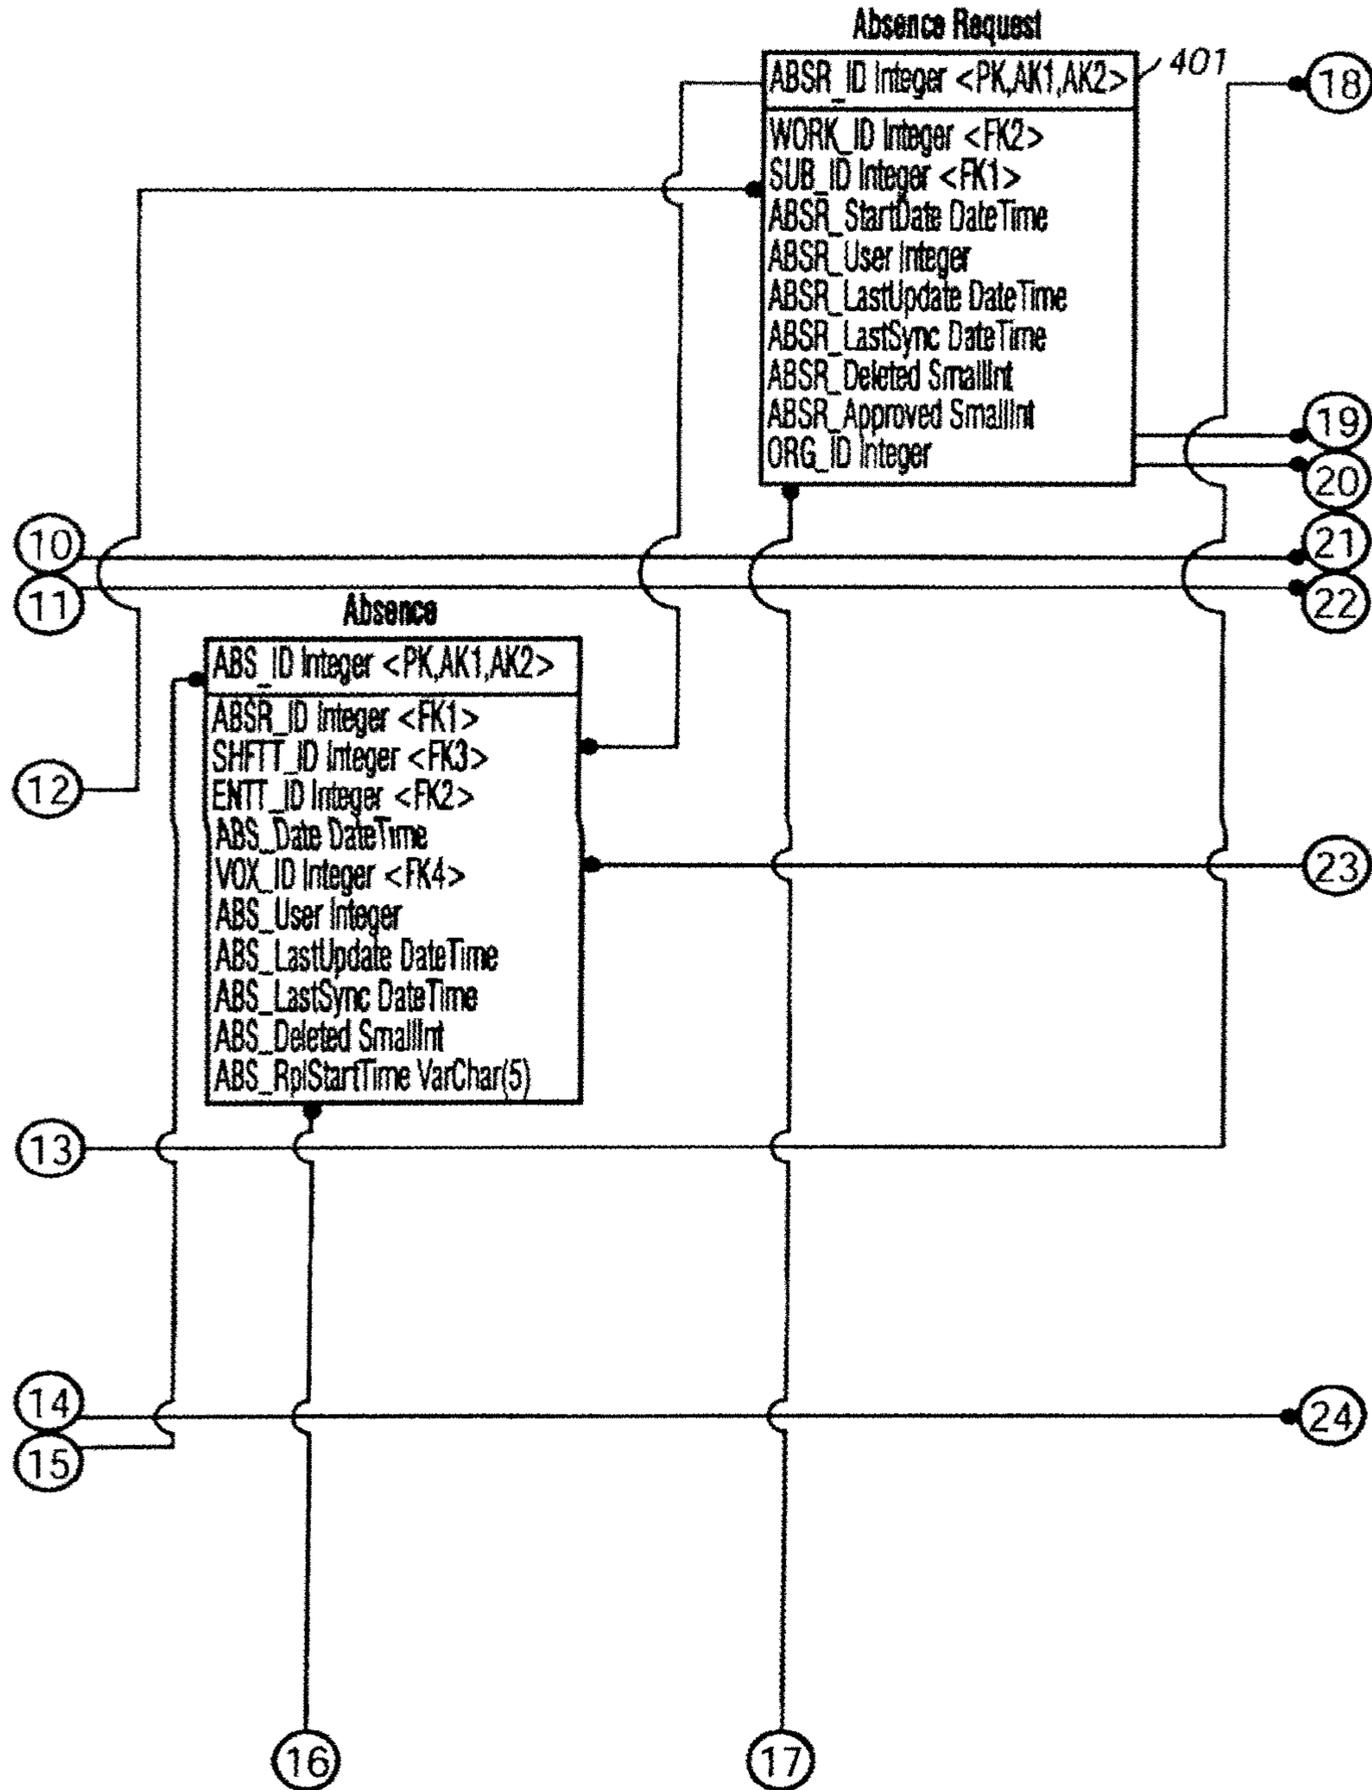 Absence Request
ABSR_ID Integer <PK,AK1,AK2>
401
18
WORK_ID Integer <FK2>
SUB_ID Integer <FK1>
ABSR_StartDate DateTime
ABSR_User Integer
ABSR_LastUpdate DateTime
ABSR_LastSync DateTime
ABSR_Deleted SmallInt
ABSR_Approved SmallInt
ORG_ID Integer
19
20
10
21
11
22
Absence
ABS_ID Integer <PK,AK1,AK2>
ABSR_ID Integer <FK1>
SHFTT_ID Integer <FK3>
ENTT_ID Integer <FK2>
ABS_Date DateTime
VOX_ID Integer <FK4>
ABS_User Integer
ABS_LastUpdate DateTime
ABS_LastSync DateTime
ABS_Deleted SmallInt
ABS_RplStartTime VarChar(5)
12
23
13
14
24
15
16
17